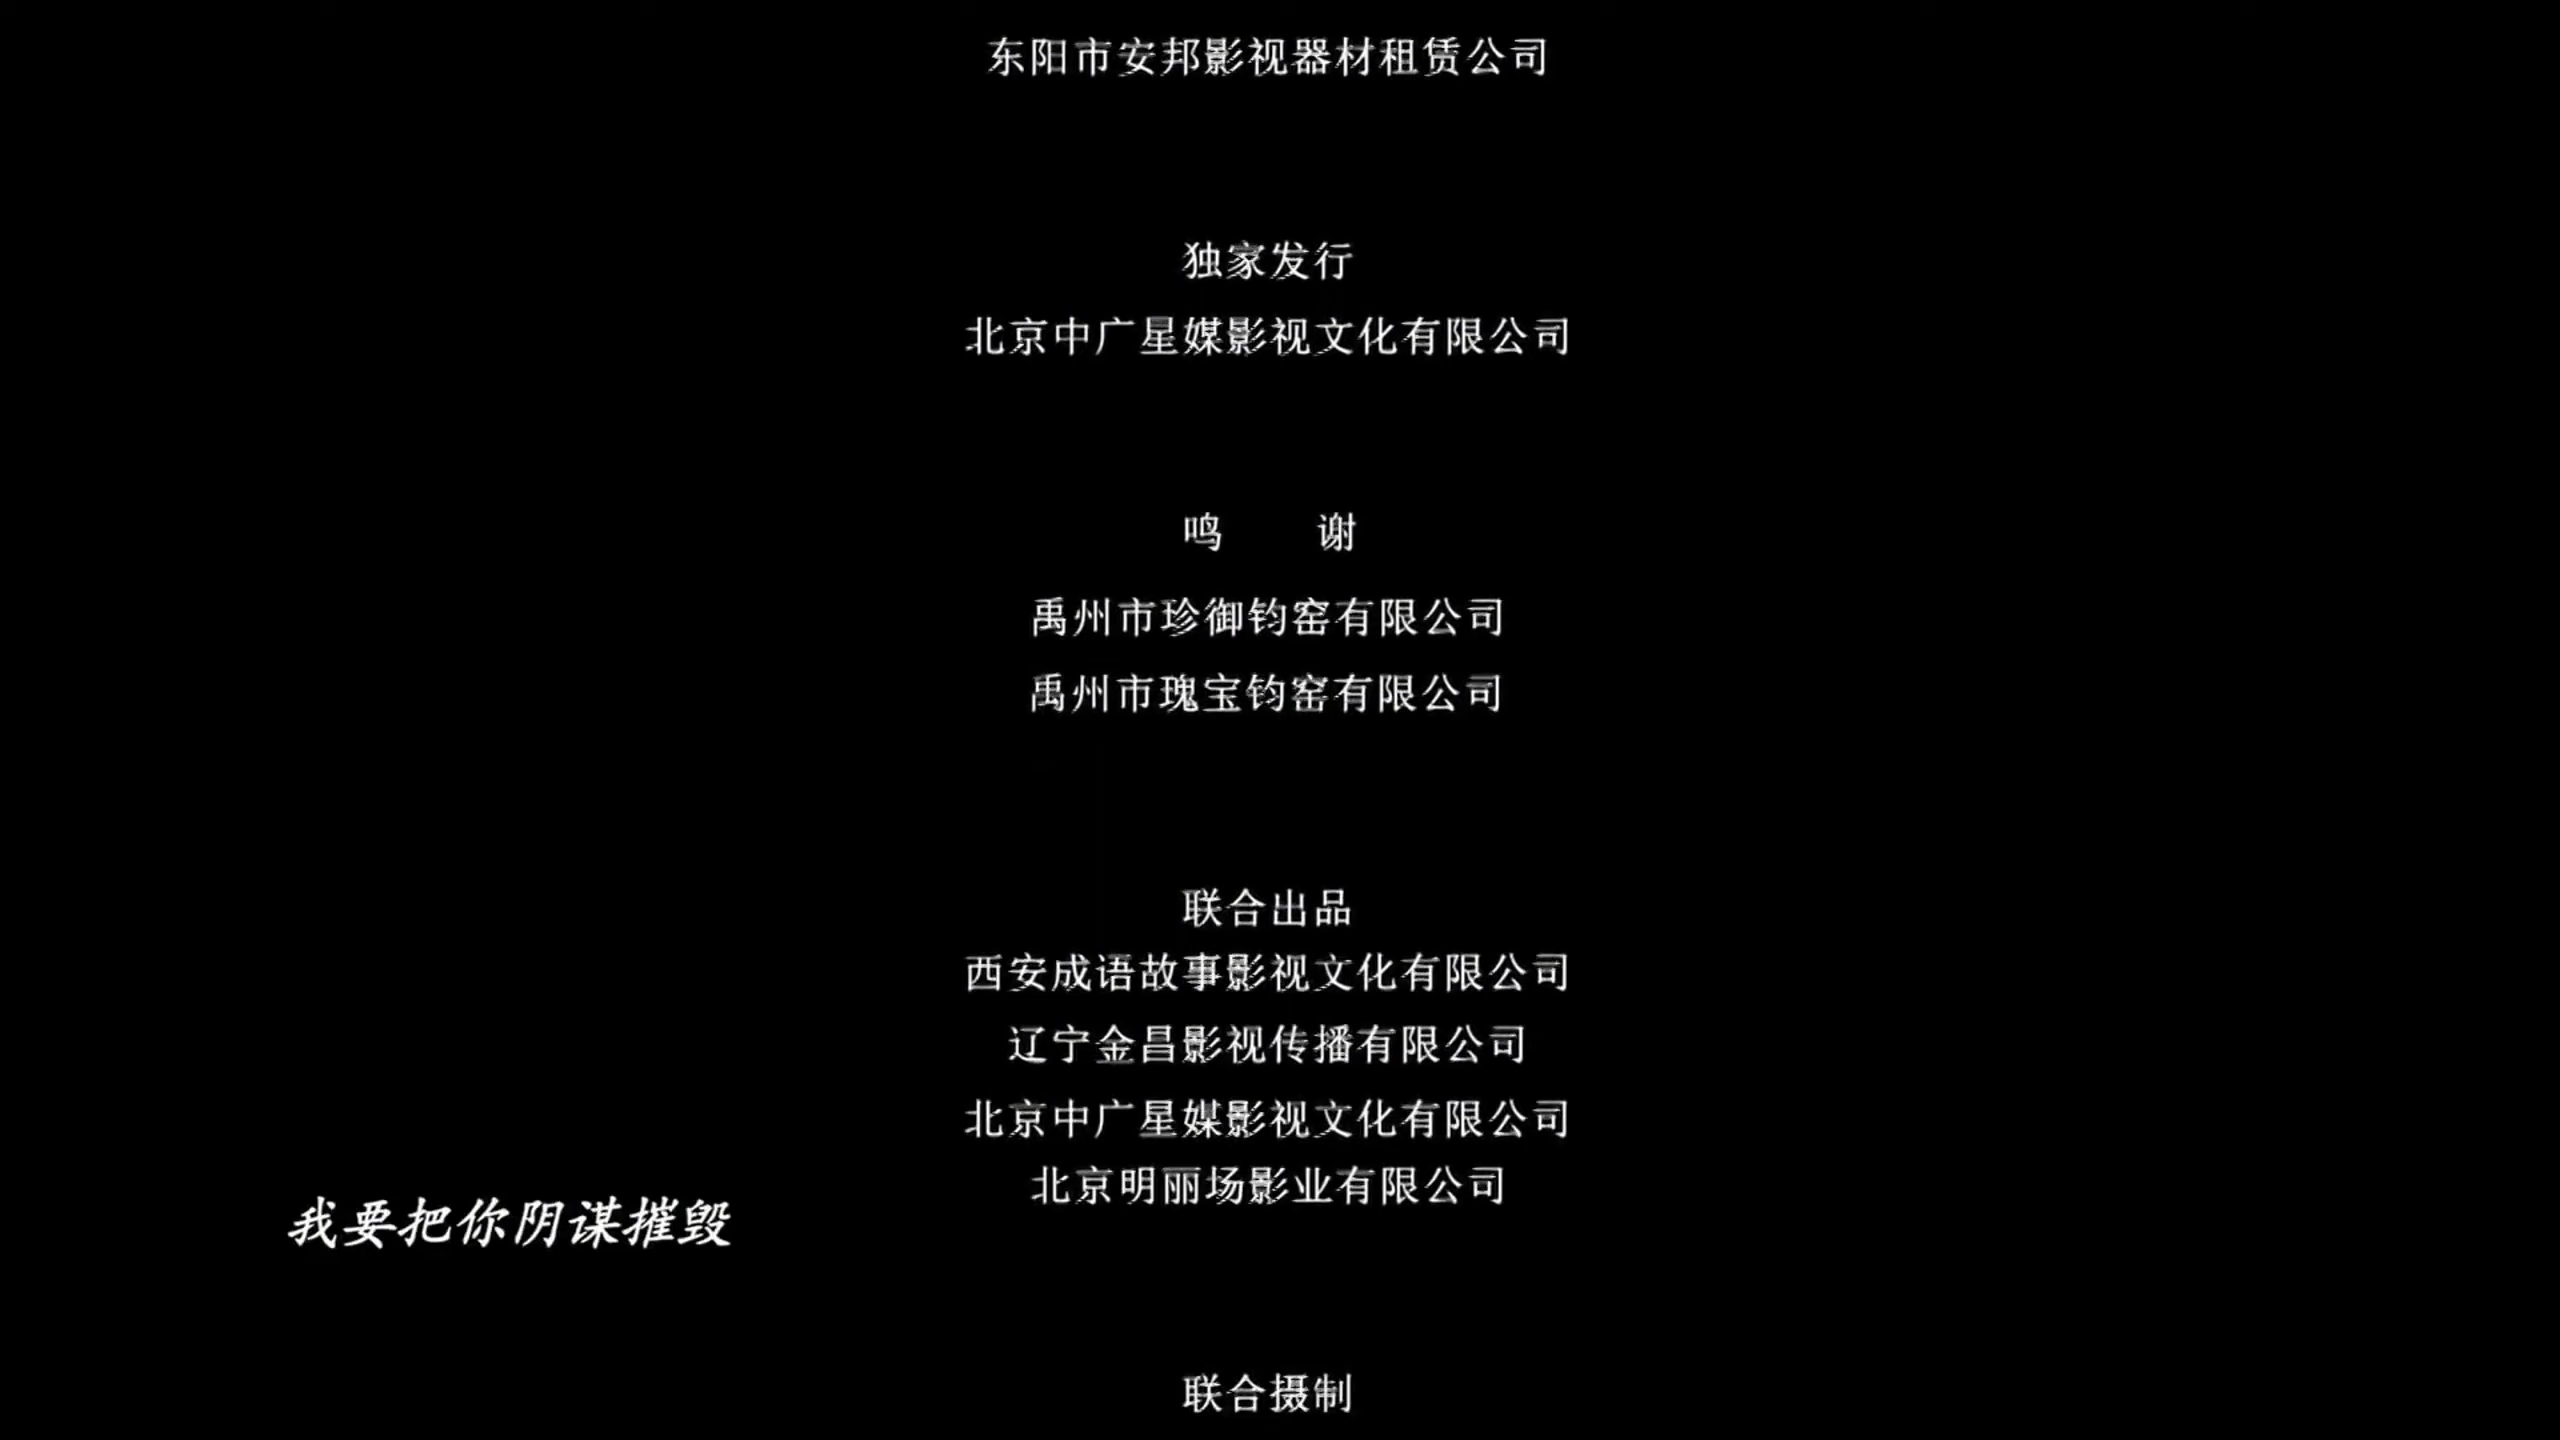 东阳市安邦影视器材租赁公司
独家发行
北京中广星媒影视文化有限公司
鸣 谢
禹州市珍御钧窑有限公司
禹州市瑰宝钧窑有限公司
联合出品
西安成语故事影视文化有限公司
辽宁金昌影视传播有限公司
北京中广星媒影视文化有限公司
北京明丽场影业有限公司
我要把你阴谋摧毁
联合摄制